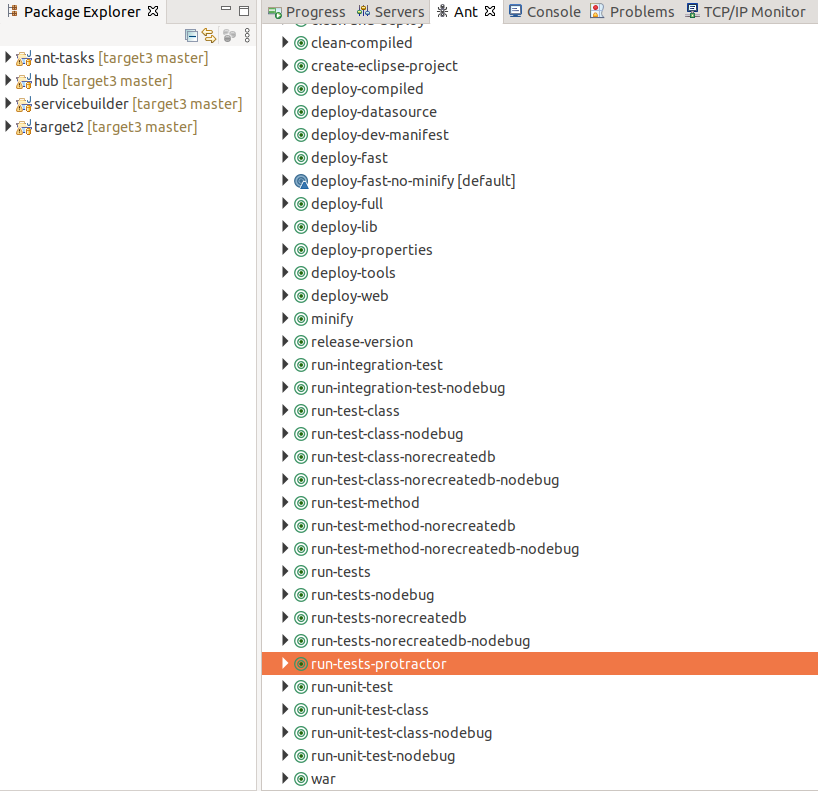 Package Explorer
ant-tasks [target3 master]
hub [target3 master]
servicebuilder [target3 master]
target2 [target3 master]
Progress Servers Ant Console Problems TCP/IP Monitor
clean-compiled
create-eclipse-project
deploy-compiled
deploy-datasource
deploy-dev-manifest
deploy-fast
deploy-fast-no-minify [default]
deploy-full
deploy-lib
deploy-properties
deploy-tools
deploy-web
minify
release-version
run-integration-test
run-integration-test-nodebug
run-test-class
run-test-class-nodebug
run-test-class-norecreatedb
run-test-class-norecreatedb-nodebug
run-test-method
run-test-method-norecreatedb
run-test-method-norecreatedb-nodebug
run-tests
run-tests-nodebug
run-tests-norecreatedb
run-tests-norecreatedb-nodebug
run-tests-protractor
run-unit-test
run-unit-test-class
run-unit-test-class-nodebug
run-unit-test-nodebug
war